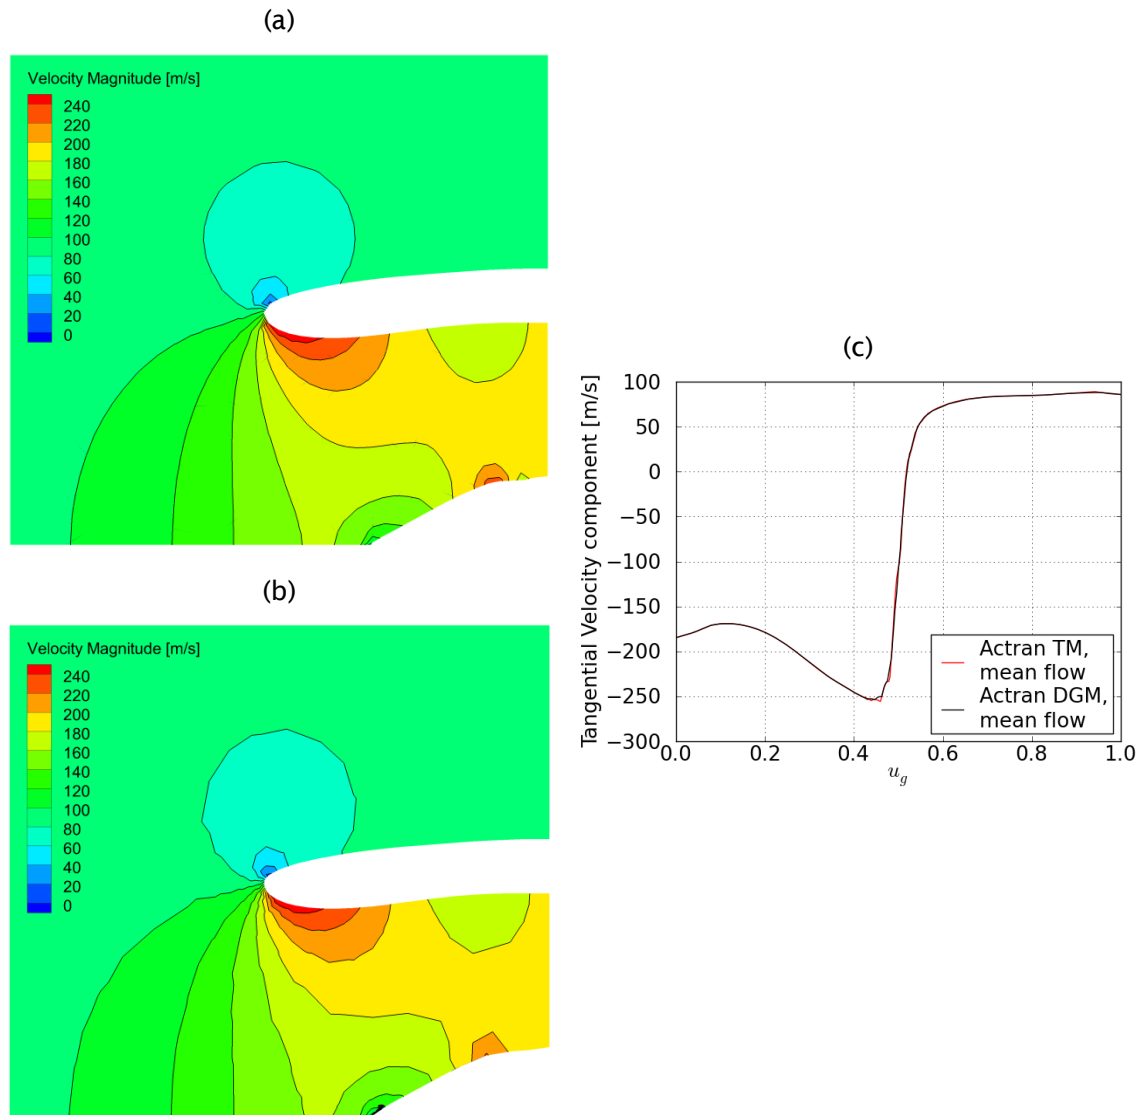 (a)
Velocity Magnitude [m/s]
240
220
200
180
160
140
120
100
80
60
40
20
0
(b)
Velocity Magnitude [m/s]
240
220
200
180
160
140
120
100
80
60
40
20
0
(c)
Tangential Velocity component [m/s]
100
50
0
−50
−100
−150
−200
−250
−300
0.0 0.2 0.4 0.6 0.8 1.0
u_g
Actran TM,
mean flow
Actran DGM,
mean flow